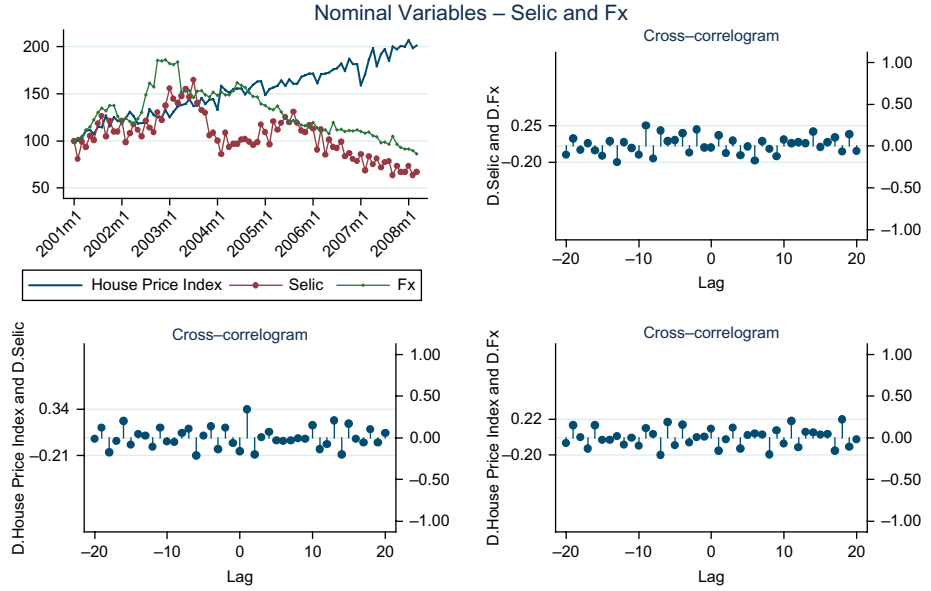 Nominal Variables – Selic and Fx
200
150
100
50
2001m1
2002m1
2003m1
2004m1
2005m1
2006m1
2007m1
2008m1
House Price Index
Selic
Fx
Cross–correlogram
D.Selic and D.Fx
0.25
–0.20
1.00
0.50
0.00
–0.50
–1.00
–20
–10
0
10
20
Lag
Cross–correlogram
D.House Price Index and D.Selic
0.34
–0.21
1.00
0.50
0.00
–0.50
–1.00
–20
–10
0
10
20
Lag
Cross–correlogram
D.House Price Index and D.Fx
0.22
–0.20
1.00
0.50
0.00
–0.50
–1.00
–20
–10
0
10
20
Lag